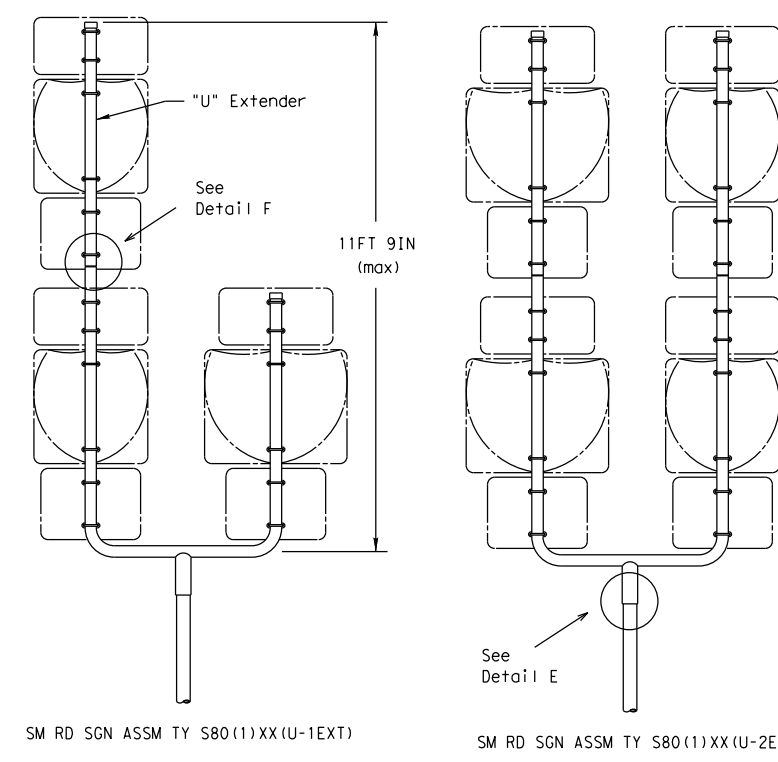 "U" Extender
See
Detail F
11FT 9IN
(max)
See
Detail E
SM RD SGN ASSM TY S80(1)XX(U-1EXT)
SM RD SGN ASSM TY S80(1)XX(U-2E